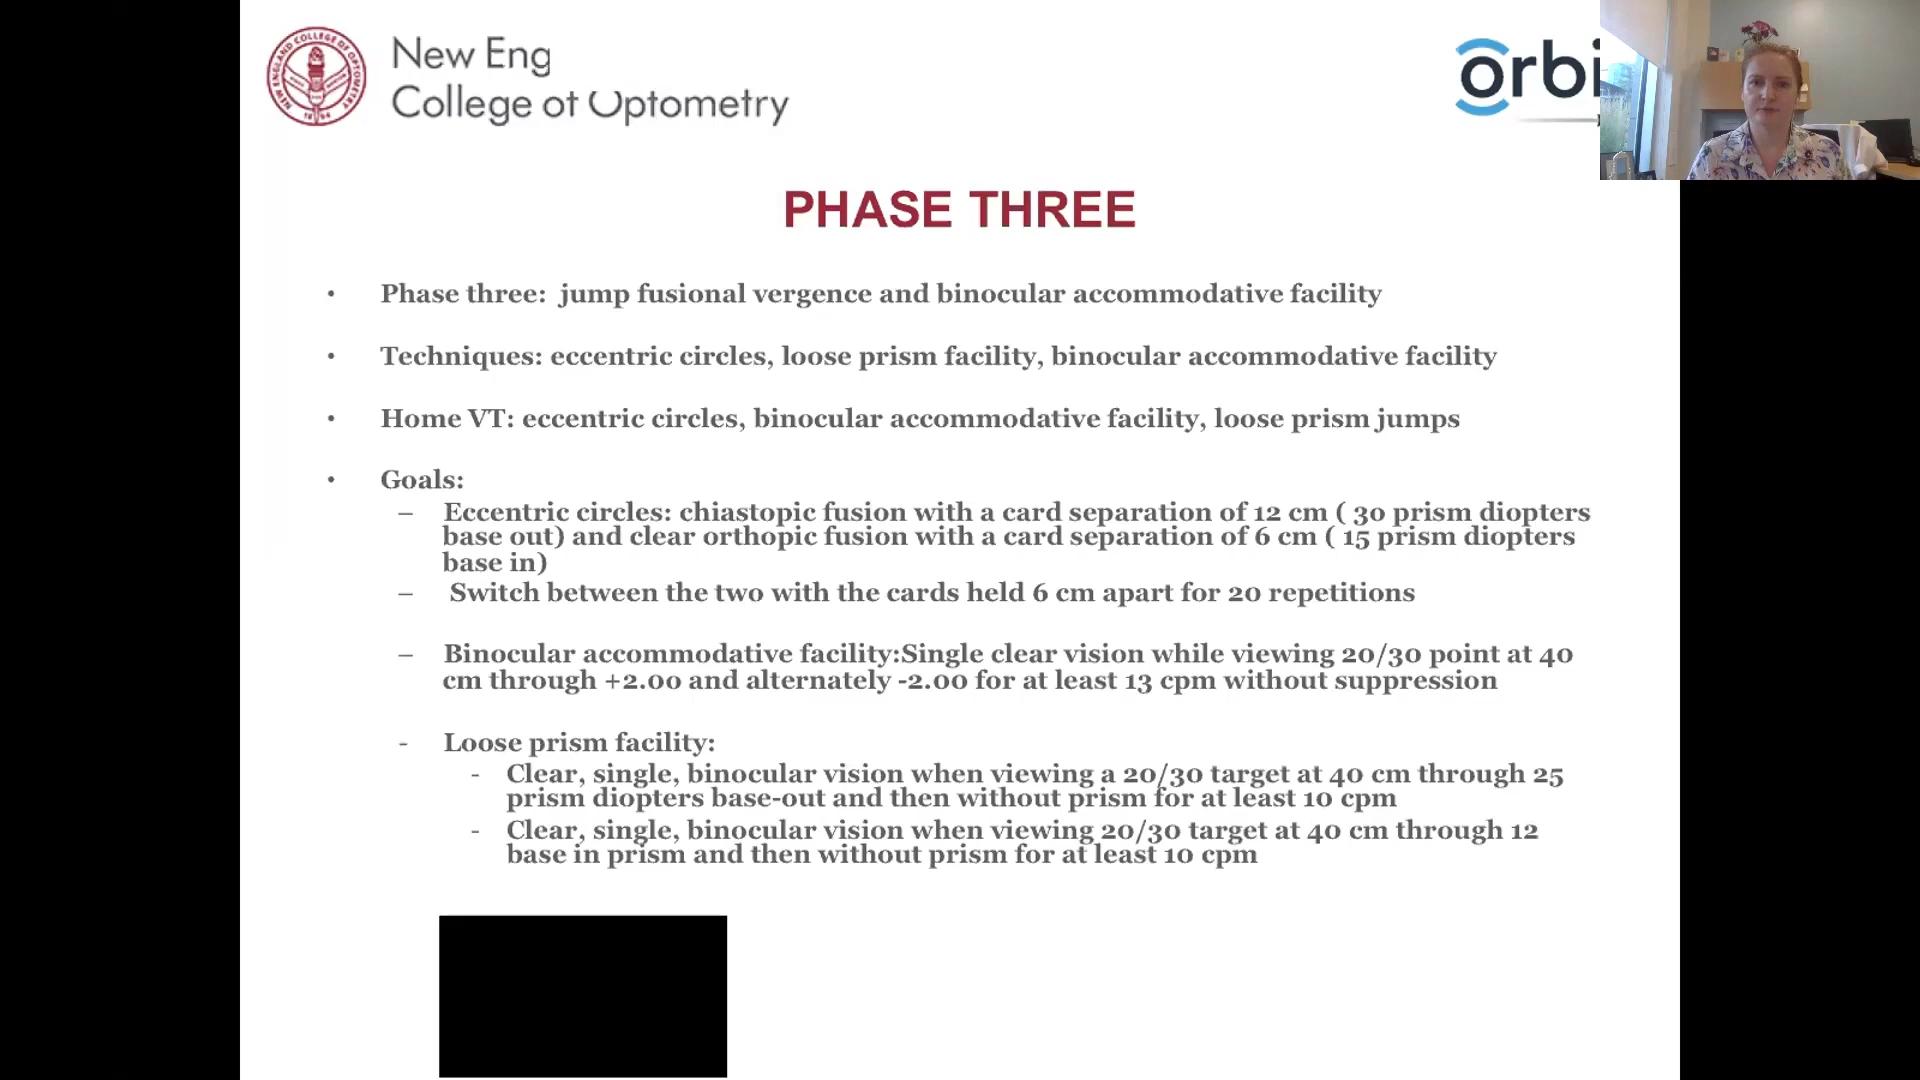 New Eng
College of Optometry
orbi
PHASE THREE
• Phase three: jump fusional vergence and binocular accommodative facility
• Techniques: eccentric circles, loose prism facility, binocular accommodative facility
• Home VT: eccentric circles, binocular accommodative facility, loose prism jumps
• Goals:
– Eccentric circles: chiastopic fusion with a card separation of 12 cm ( 30 prism diopters
base out) and clear orthopic fusion with a card separation of 6 cm ( 15 prism diopters
base in)
– Switch between the two with the cards held 6 cm apart for 20 repetitions
– Binocular accommodative facility:Single clear vision while viewing 20/30 point at 40
cm through +2.00 and alternately -2.00 for at least 13 cpm without suppression
- Loose prism facility:
- Clear, single, binocular vision when viewing a 20/30 target at 40 cm through 25
prism diopters base-out and then without prism for at least 10 cpm
- Clear, single, binocular vision when viewing 20/30 target at 40 cm through 12
base in prism and then without prism for at least 10 cpm